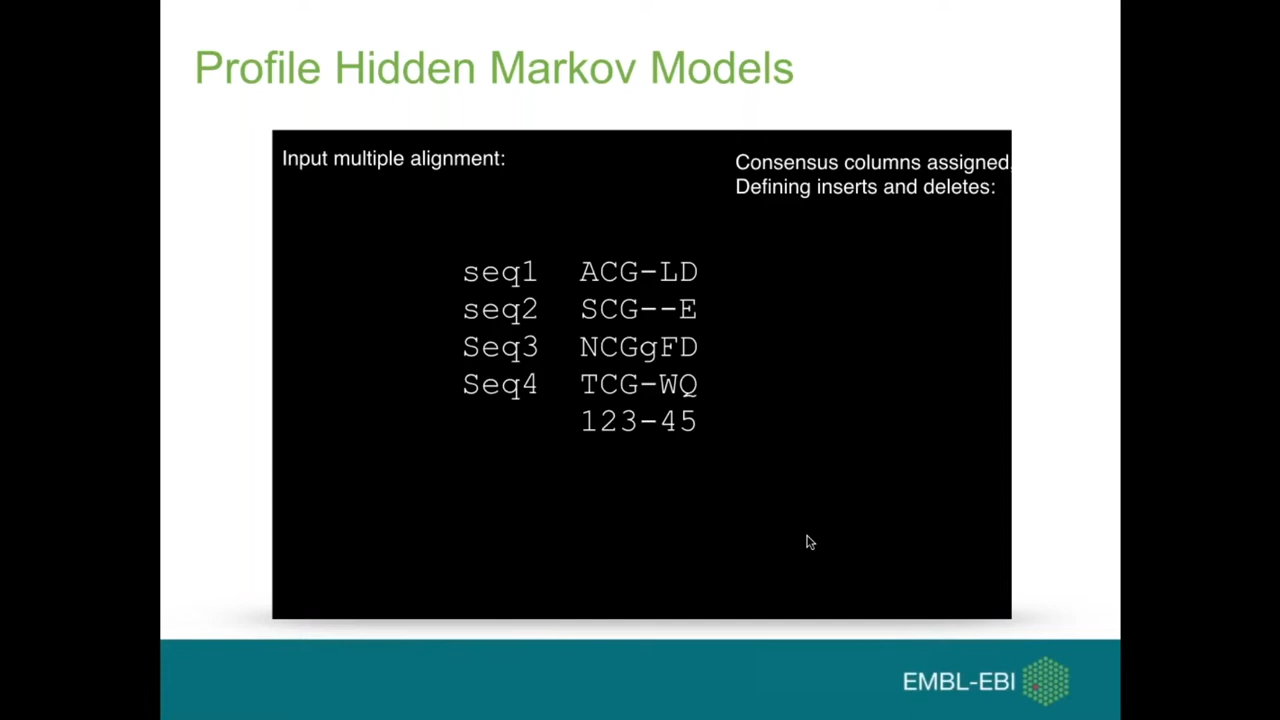 Profile Hidden Markov Models
Input multiple alignment:
Consensus columns assigned,
Defining inserts and deletes:
seq1 ACG-LD
seq2 SCG--E
Seq3 NCGgFD
Seq4 TCG-WQ
123-45
EMBL-EBI